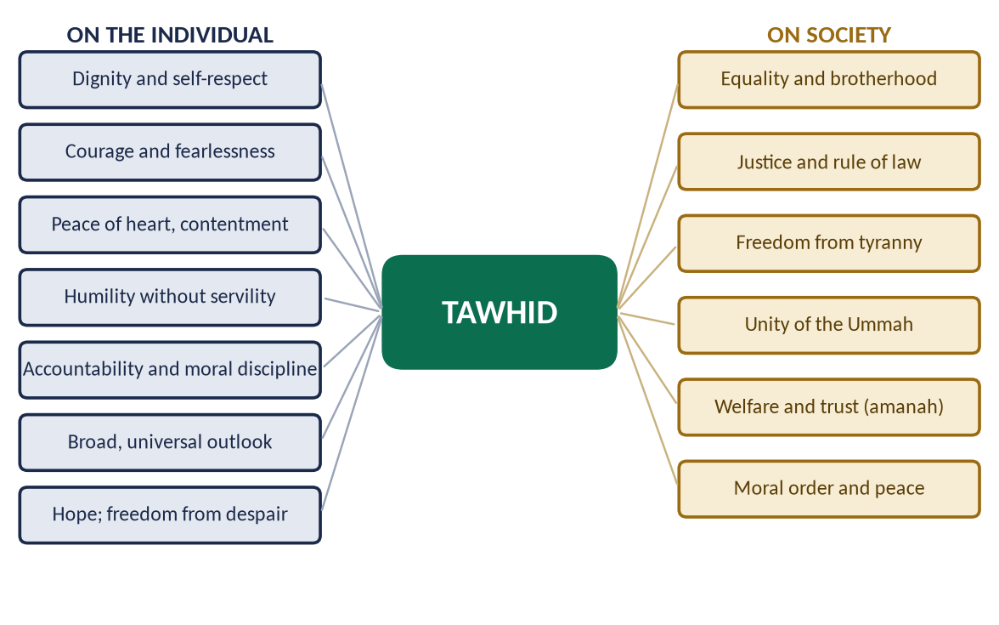 ON THE INDIVIDUAL
Dignity and self-respect
Courage and fearlessness
Peace of heart, contentment
Humility without servility
Accountability and moral discipline
Broad, universal outlook
Hope; freedom from despair
TAWHID
ON SOCIETY
Equality and brotherhood
Justice and rule of law
Freedom from tyranny
Unity of the Ummah
Welfare and trust (amanah)
Moral order and peace